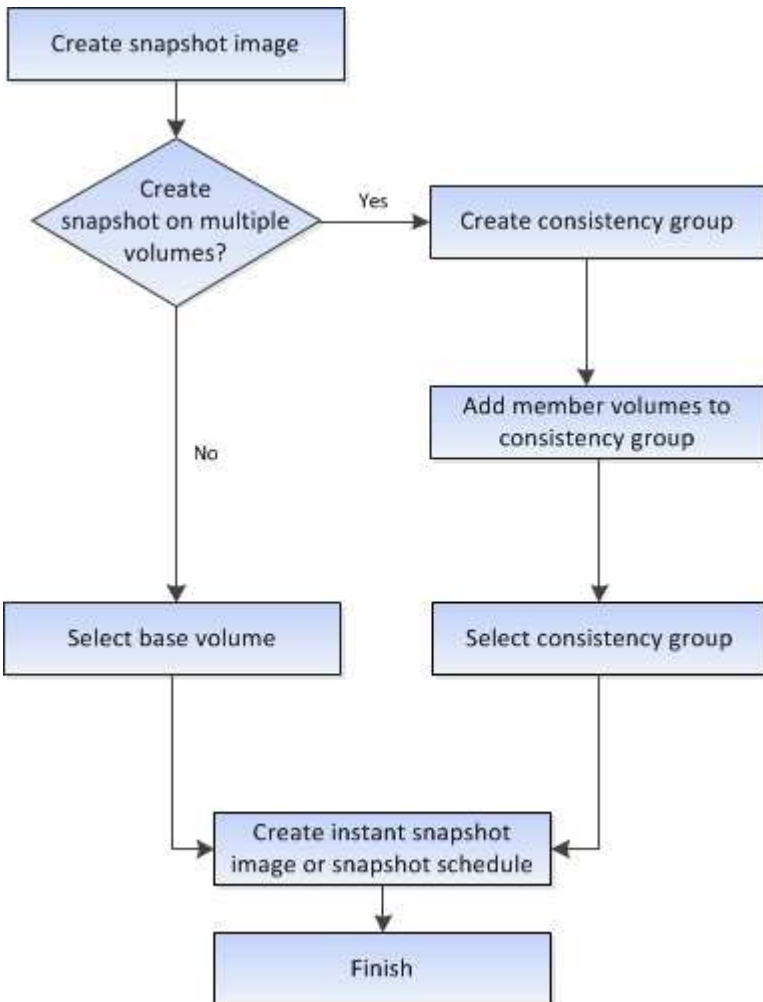 Create snapshot image
Create
snapshot on multiple
volumes?
Yes
Create consistency group
Add member volumes to
consistency group
No
Select base volume
Select consistency group
Create instant snapshot
image or snapshot schedule
Finish